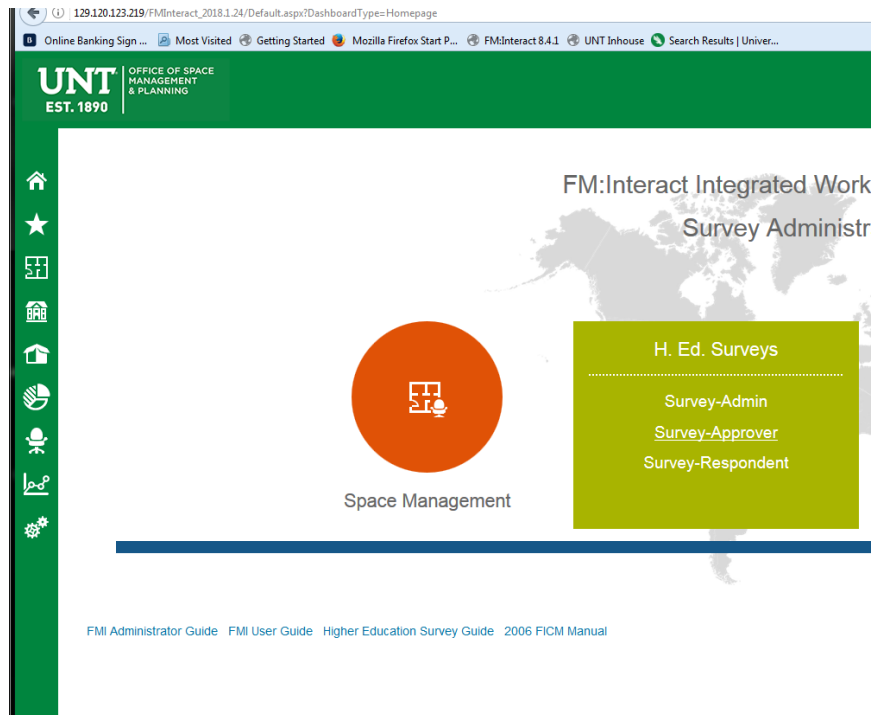 129.120.123.219/FMInteract_2018.1.24/Default.aspx?DashboardType=Homepage
Online Banking Sign ... Most Visited Getting Started Mozilla Firefox Start P... FM:Interact 8.4.1 UNT Inhouse Search Results | Univer...
UNT
EST. 1890
OFFICE OF SPACE
MANAGEMENT
& PLANNING
FM:Interact Integrated Work
Survey Administr
H. Ed. Surveys
Survey-Admin
Survey-Approver
Survey-Respondent
Space Management
FMI Administrator Guide FMI User Guide Higher Education Survey Guide 2006 FICM Manual